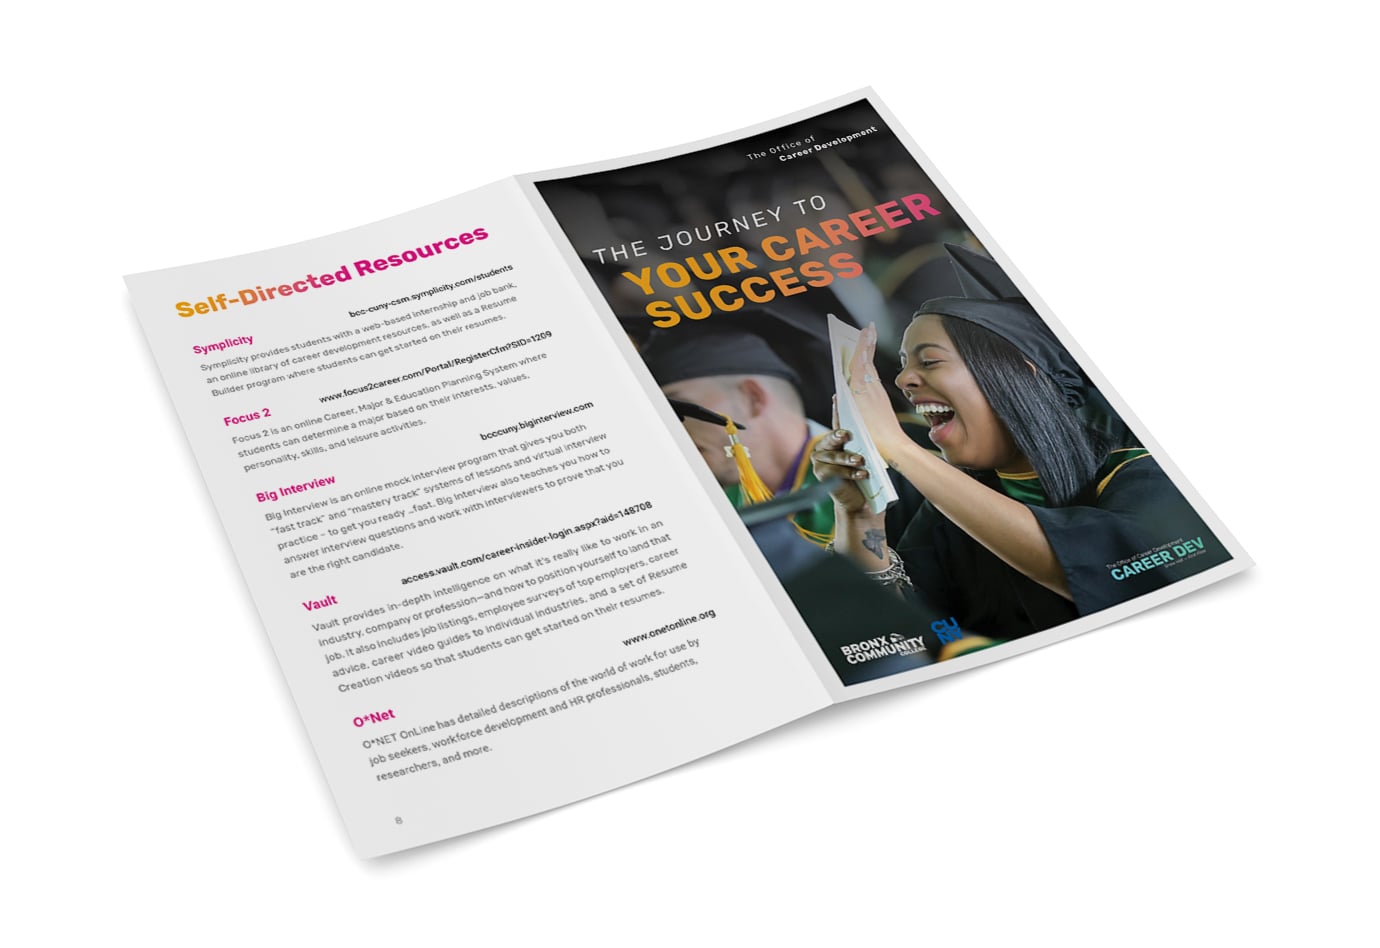 Self-Directed Resources
Symplicity
bcc-cuny-csm.symplicity.com/students
Symplicity provides students with a web-based internship and job bank,
an online library of career development resources, as well as a Resume
Builder program where students can get started on their resumes.
Focus 2
www.focus2career.com/Portal/RegisterCfm?SID=1209
Focus 2 is an online Career, Major & Education Planning System where
students can determine a major based on their interests, values,
personality, skills, and leisure activities.
Big Interview
bcccuny.biginterview.com
Big Interview is an online mock interview program that gives you both
"fast track" and "mastery track" systems of lessons and virtual interview
practice – to get you ready ...fast. Big Interview also teaches you how to
answer interview questions and work with interviewers to prove that you
are the right candidate.
Vault
access.vault.com/career-insider-login.aspx?aid=148708
Vault provides in-depth intelligence on what it's really like to work in an
industry, company or profession—and how to position yourself to land that
job. It also includes job listings, employee surveys of top employers, career
advice, career video guides to individual industries, and a set of Resume
Creation videos so that students can get started on their resumes.
O*Net
www.onetonline.org
O*NET OnLine has detailed descriptions of the world of work for use by
job seekers, workforce development and HR professionals, students,
researchers, and more.
8
The Office of
Career Development
THE JOURNEY TO
YOUR CAREER
SUCCESS
BRONX
COMMUNITY
COLLEGE
CU
NY
The Office of Career Development
CAREER DEV